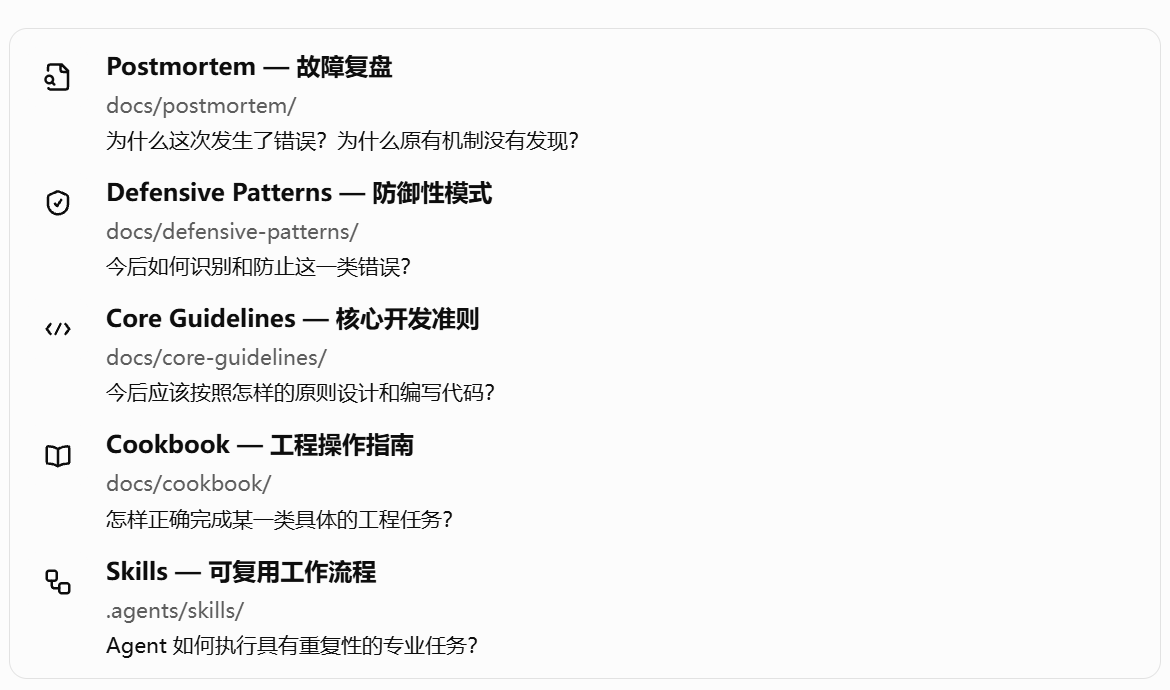 Postmortem — 故障复盘
docs/postmortem/
为什么这次发生了错误？为什么原有机制没有发现？
Defensive Patterns — 防御性模式
docs/defensive-patterns/
今后如何识别和防止这一类错误？
Core Guidelines — 核心开发准则
docs/core-guidelines/
今后应该按照怎样的原则设计和编写代码？
Cookbook — 工程操作指南
docs/cookbook/
怎样正确完成某一类具体的工程任务？
Skills — 可复用工作流程
.agents/skills/
Agent 如何执行具有重复性的专业任务？